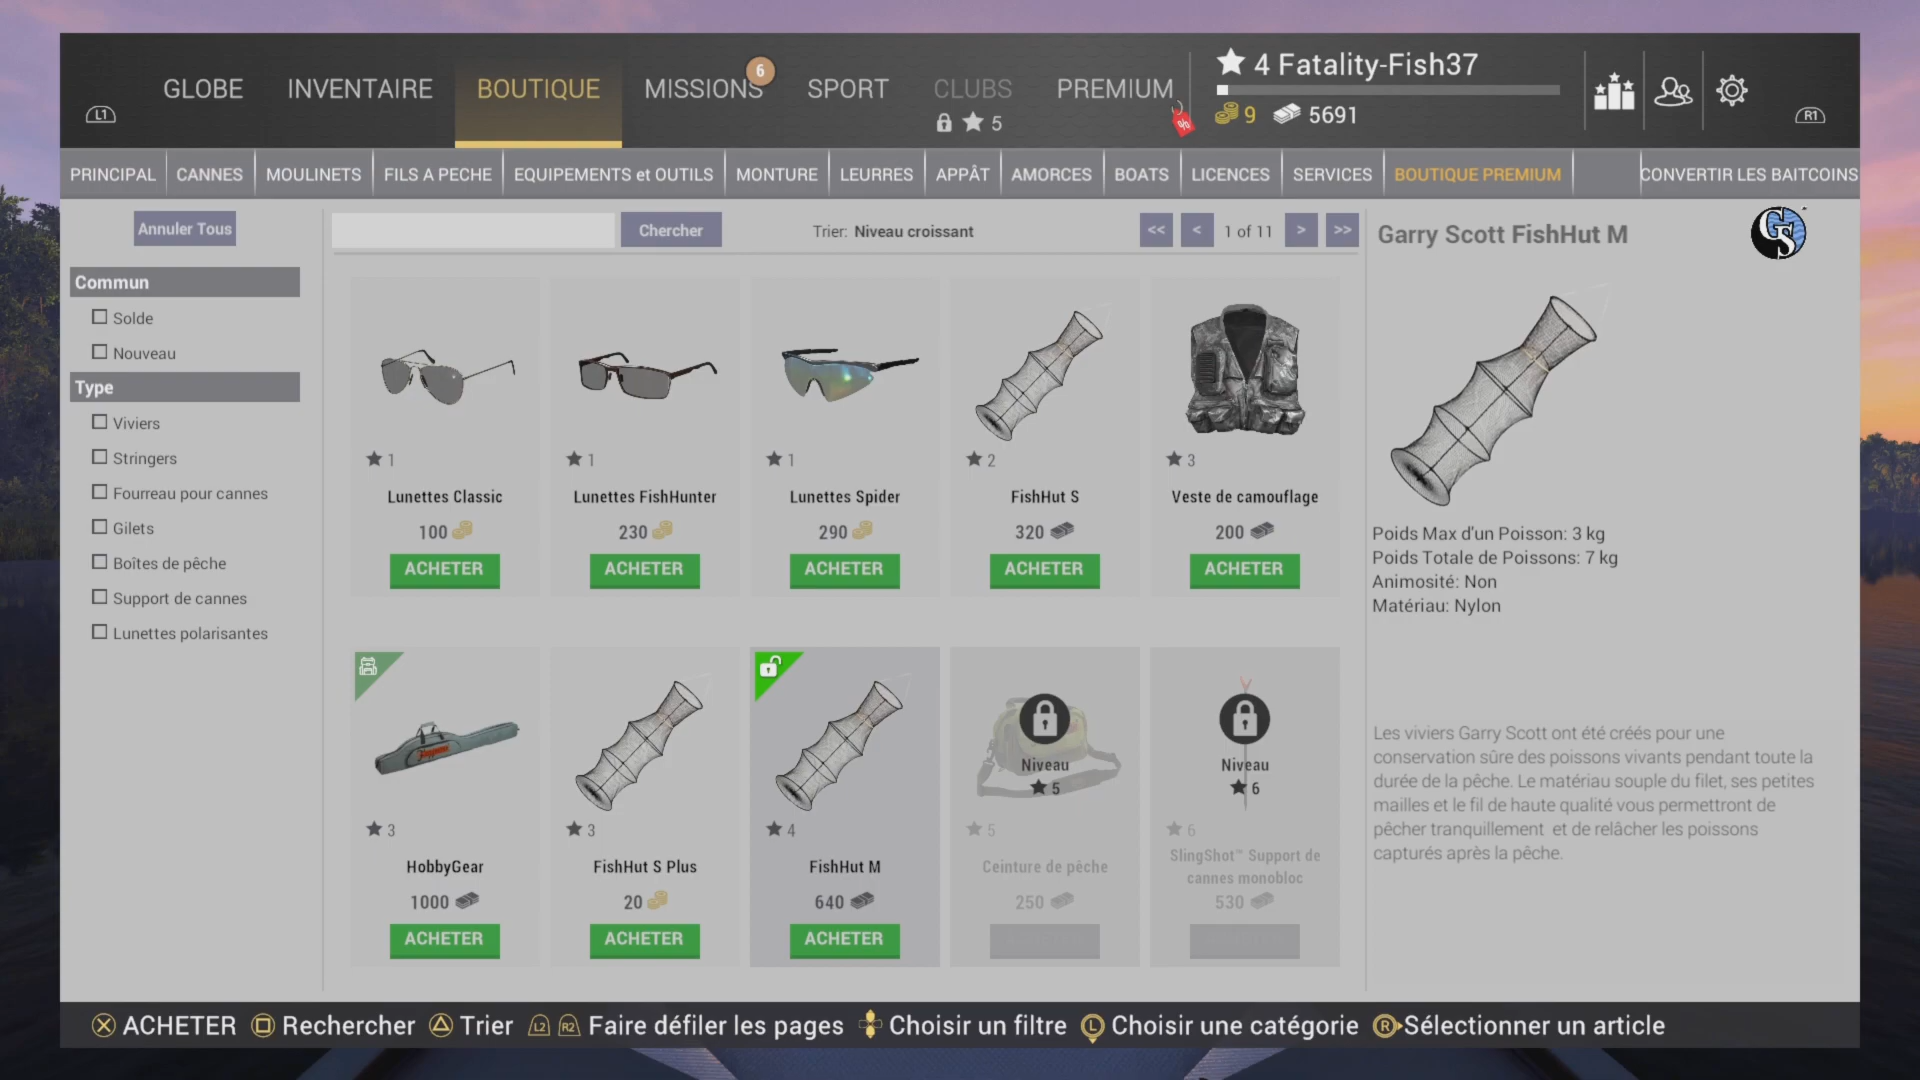 GLOBE INVENTAIRE BOUTIQUE MISSIONS 6 SPORT CLUBS PREMIUM
4 Fatality-Fish37
L1
5
%
9 5691
R1
PRINCIPAL CANNES MOULINETS FILS A PECHE EQUIPEMENTS et OUTILS MONTURE LEURRES APPÂT AMORCES BOATS LICENCES SERVICES BOUTIQUE PREMIUM CONVERTIR LES BAITCOINS
Annuler Tous
Commun
Solde
Nouveau
Type
Viviers
Stringers
Fourreau pour cannes
Gilets
Boîtes de pêche
Support de cannes
Lunettes polarisantes
Chercher
Trier: Niveau croissant
<< < 1 of 11 > >>
1 1 1 2 3
Lunettes Classic Lunettes FishHunter Lunettes Spider FishHut S Veste de camouflage
100 230 290 320 200
ACHETER ACHETER ACHETER ACHETER ACHETER
Niveau Niveau
5 6
3 3 4 5 6
HobbyGear FishHut S Plus FishHut M Ceinture de pèche SlingShot™ Support de
cannes monobloc
1000 20 640 250 530
ACHETER ACHETER ACHETER
Garry Scott FishHut M
GS
Poids Max d'un Poisson: 3 kg
Poids Totale de Poissons: 7 kg
Animosité: Non
Matériau: Nylon
Les viviers Garry Scott ont été créés pour une
conservation sûre des poissons vivants pendant toute la
durée de la pêche. Le matériau souple du filet, ses petites
mailles et le fil de haute qualité vous permettront de
pêcher tranquillement et de relâcher les poissons
capturés après la pêche.
ACHETER Rechercher Trier L2 R2 Faire défiler les pages Choisir un filtre L Choisir une catégorie R Sélectionner un article